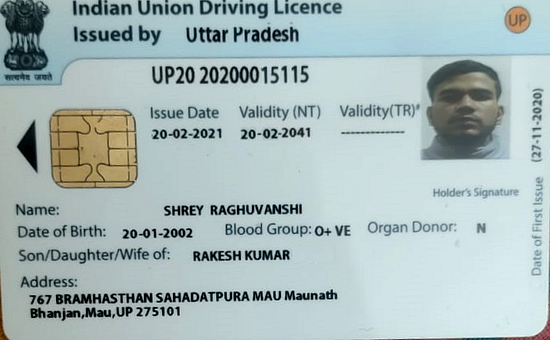 Indian Union Driving Licence
Issued by Uttar Pradesh
UP
सत्यमेव जयते
UP20 20200015115
Issue Date Validity (NT) Validity(TR)*
20-02-2021 20-02-2041 -------------
Holder's Signature
Date of First Issue (27-11-2020)
Name: SHREY RAGHUVANSHI
Date of Birth: 20-01-2002 Blood Group: O+ VE Organ Donor: N
Son/Daughter/Wife of: RAKESH KUMAR
Address:
767 BRAMHASTHAN SAHADATPURA MAU Maunath
Bhanjan,Mau,UP 275101